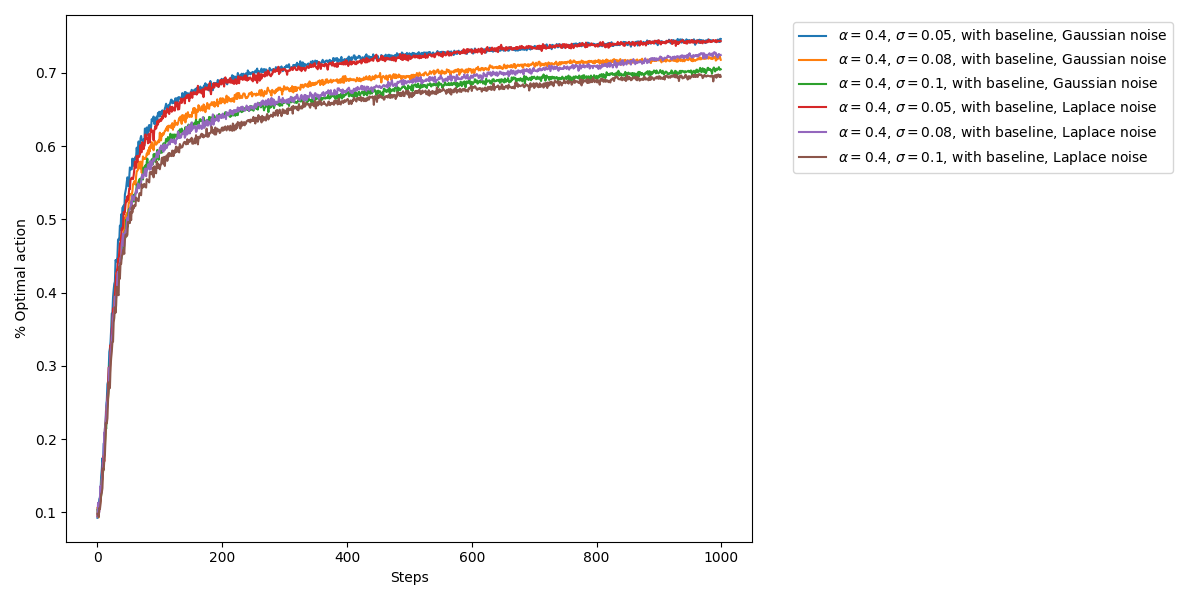 0.7
0.6
0.5
0.4
0.3
0.2
0.1
% Optimal action
0
200
400
600
800
1000
Steps
α = 0.4, σ = 0.05, with baseline, Gaussian noise
α = 0.4, σ = 0.08, with baseline, Gaussian noise
α = 0.4, σ = 0.1, with baseline, Gaussian noise
α = 0.4, σ = 0.05, with baseline, Laplace noise
α = 0.4, σ = 0.08, with baseline, Laplace noise
α = 0.4, σ = 0.1, with baseline, Laplace noise